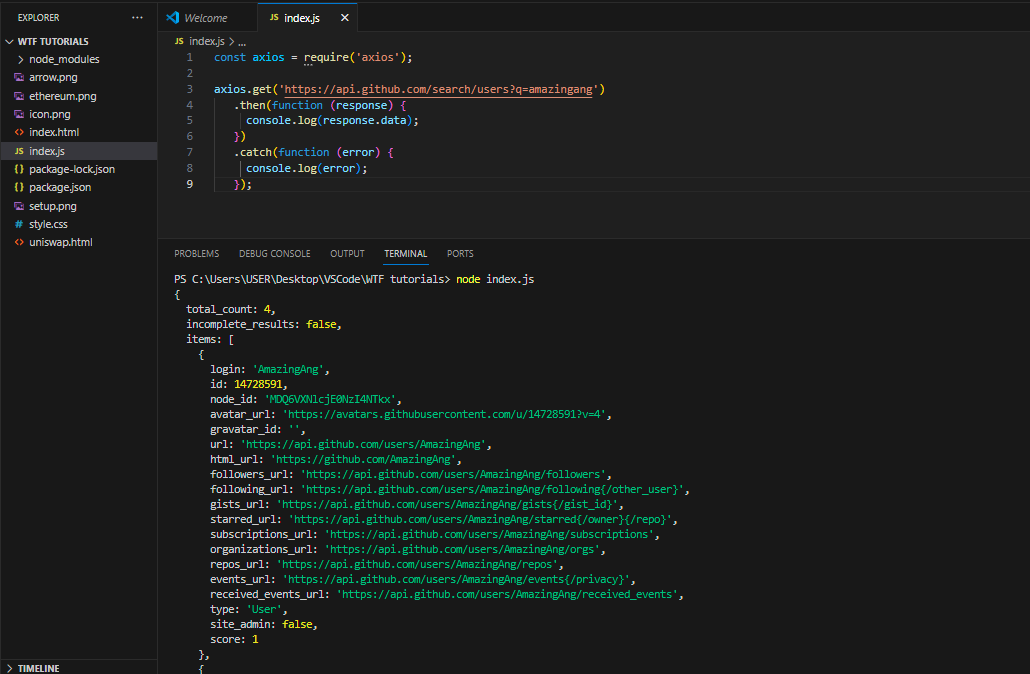 EXPLORER
...
WTF TUTORIALS
node_modules
arrow.png
ethereum.png
icon.png
index.html
JS index.js
{} package-lock.json
{} package.json
setup.png
# style.css
<> uniswap.html
TIMELINE
Welcome
JS index.js
JS index.js > ...
1 const axios = require('axios');
2
3 axios.get('https://api.github.com/search/users?q=amazingang')
4 .then(function (response) {
5 console.log(response.data);
6 })
7 .catch(function (error) {
8 console.log(error);
9 });
PROBLEMS DEBUG CONSOLE OUTPUT TERMINAL PORTS
PS C:\Users\USER\Desktop\VSCode\WTF tutorials> node index.js
{
total_count: 4,
incomplete_results: false,
items: [
{
login: 'AmazingAng',
id: 14728591,
node_id: 'MDQ6VXNlcjE0NzI4NTkx',
avatar_url: 'https://avatars.githubusercontent.com/u/14728591?v=4',
gravatar_id: '',
url: 'https://api.github.com/users/AmazingAng',
html_url: 'https://github.com/AmazingAng',
followers_url: 'https://api.github.com/users/AmazingAng/followers',
following_url: 'https://api.github.com/users/AmazingAng/following{/other_user}',
gists_url: 'https://api.github.com/users/AmazingAng/gists{/gist_id}',
starred_url: 'https://api.github.com/users/AmazingAng/starred{/owner}{/repo}',
subscriptions_url: 'https://api.github.com/users/AmazingAng/subscriptions',
organizations_url: 'https://api.github.com/users/AmazingAng/orgs',
repos_url: 'https://api.github.com/users/AmazingAng/repos',
events_url: 'https://api.github.com/users/AmazingAng/events{/privacy}',
received_events_url: 'https://api.github.com/users/AmazingAng/received_events',
type: 'User',
site_admin: false,
score: 1
},
{